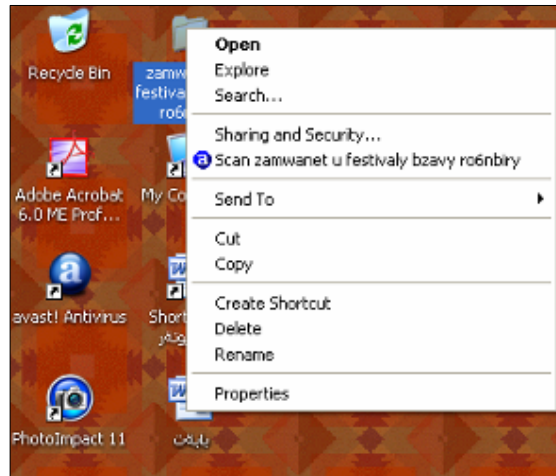 Recycle Bin
zamw
festiva
Adobe Acrobat
6.0 ME Prof...
My Co
avast! Antivirus
Short
PhotoImpact 11
بابەت
Open
Explore
Search...
Sharing and Security...
Scan zamwanet u festivaly bzavy ro6nbiry
Send To
Cut
Copy
Create Shortcut
Delete
Rename
Properties